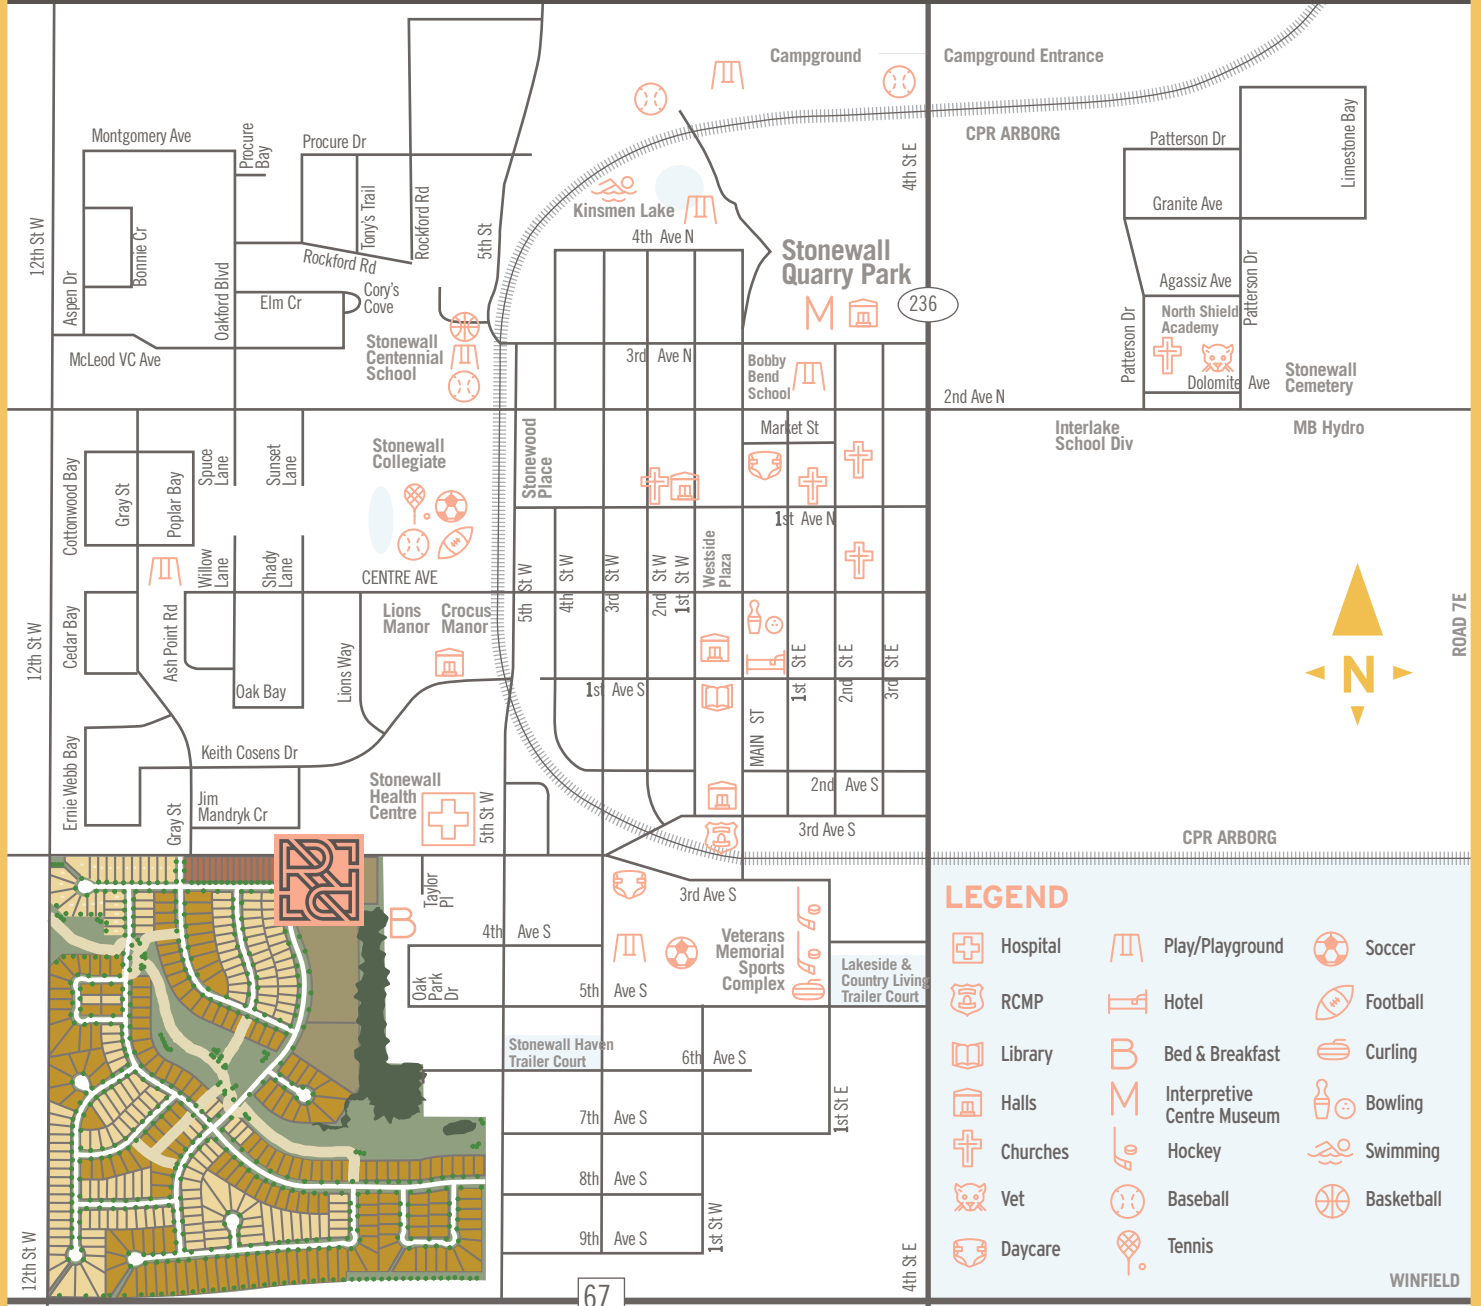 Campground
Campground Entrance
CPR ARBORG
Montgomery Ave
Procure
Bay
Procure Dr
Patterson Dr
Limestone Bay
4th St E
Tony's Trail
Rockford Rd
5th St
Kinsmen Lake
4th Ave N
Granite Ave
12th St W
Bonnie Cr
Aspen Dr
Oakford Blvd
Rockford Rd
Stonewall
Quarry Park
Agassiz Ave
Patterson Dr
Patterson Dr
Elm Cr
Cory's
Cove
M
236
North Shield
Academy
McLeod VC Ave
Stonewall
Centennial
School
3rd Ave N
Bobby
Bend
School
Dolomite Ave
Stonewall
Cemetery
2nd Ave N
Market St
Interlake
School Div
MB Hydro
Cottonwood Bay
Gray St
Poplar Bay
Spuce
Lane
Sunset
Lane
Stonewall
Collegiate
Stonewood
Place
1st Ave N
Willow
Lane
Shady
Lane
CENTRE AVE
5th St W
4th St W
3rd St W
2nd St W
1st St W
Westside
Plaza
Cedar Bay
12th St W
Ash Point Rd
Lions
Manor
Crocus
Manor
Lions Way
Oak Bay
1st Ave S
1st St E
2nd St E
3rd St E
MAIN ST
N
ROAD 7E
Ernie Webb Bay
Keith Cosens Dr
Jim
Mandryk Cr
Gray St
Stonewall
Health
Centre
5th St W
2nd Ave S
3rd Ave S
CPR ARBORG
Taylor
Pl
B
3rd Ave S
4th Ave S
Veterans
Memorial
Sports
Complex
Oak
Park
Dr
5th Ave S
Lakeside &
Country Living
Trailer Court
Stonewall Haven
Trailer Court
6th Ave S
7th Ave S
1st St E
8th Ave S
9th Ave S
1st St W
12th St W
4th St E
67
LEGEND
Hospital
RCMP
Library
Halls
Churches
Vet
Daycare
Play/Playground
Hotel
B Bed & Breakfast
M Interpretive
Centre Museum
Hockey
Baseball
Tennis
Soccer
Football
Curling
Bowling
Swimming
Basketball
WINFIELD